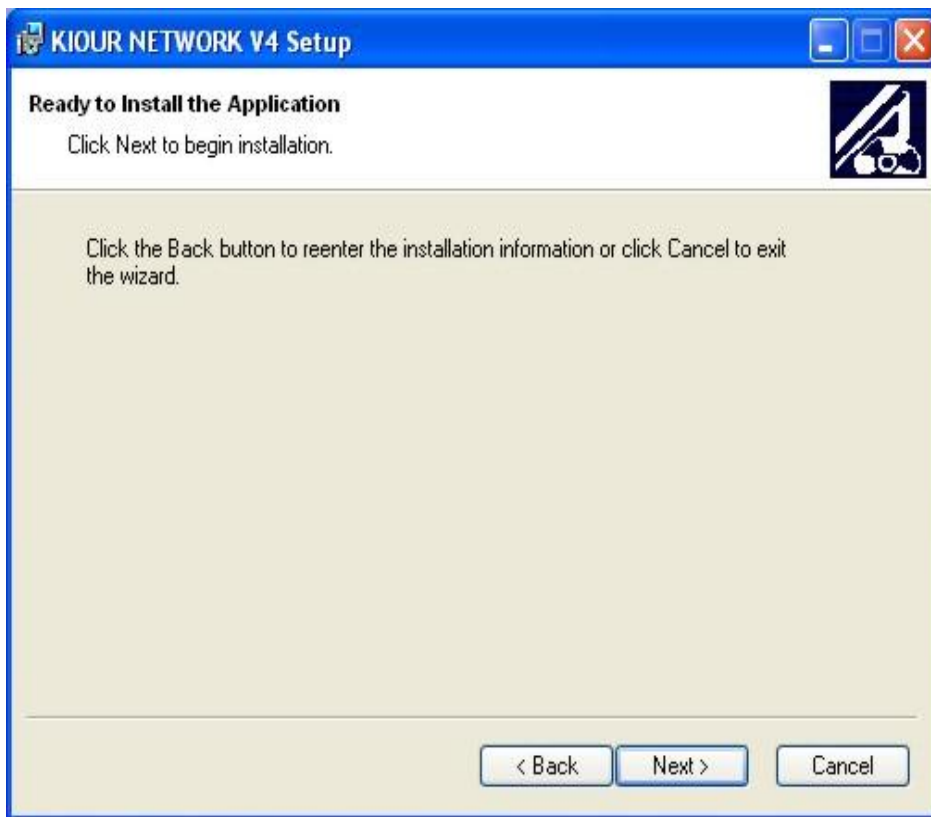 KIOUR NETWORK V4 Setup
Ready to Install the Application
Click Next to begin installation.
Click the Back button to reenter the installation information or click Cancel to exit
the wizard.
< Back
Next >
Cancel